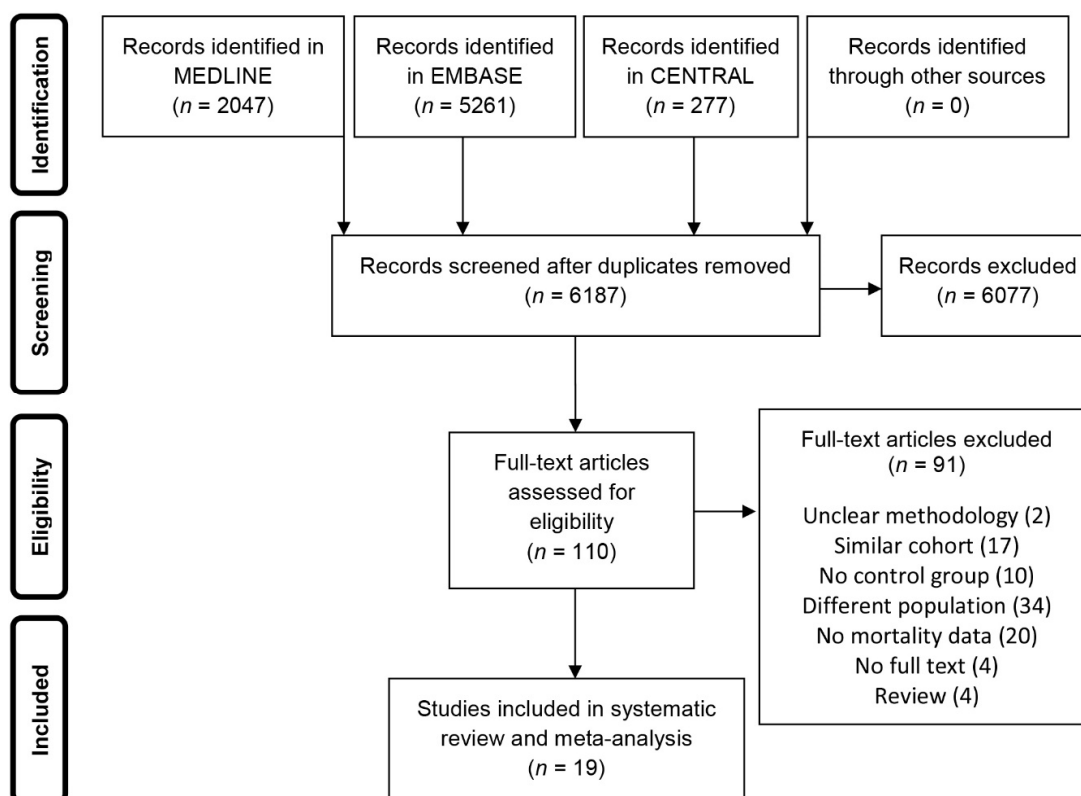 Identification
Records identified in
MEDLINE
(n = 2047)
Records identified
in EMBASE
(n = 5261)
Records identified
in CENTRAL
(n = 277)
Records identified
through other sources
(n = 0)
Screening
Records screened after duplicates removed
(n = 6187)
Records excluded
(n = 6077)
Eligibility
Full-text articles
assessed for
eligibility
(n = 110)
Full-text articles excluded
(n = 91)
Unclear methodology (2)
Similar cohort (17)
No control group (10)
Different population (34)
No mortality data (20)
No full text (4)
Review (4)
Included
Studies included in systematic
review and meta-analysis
(n = 19)